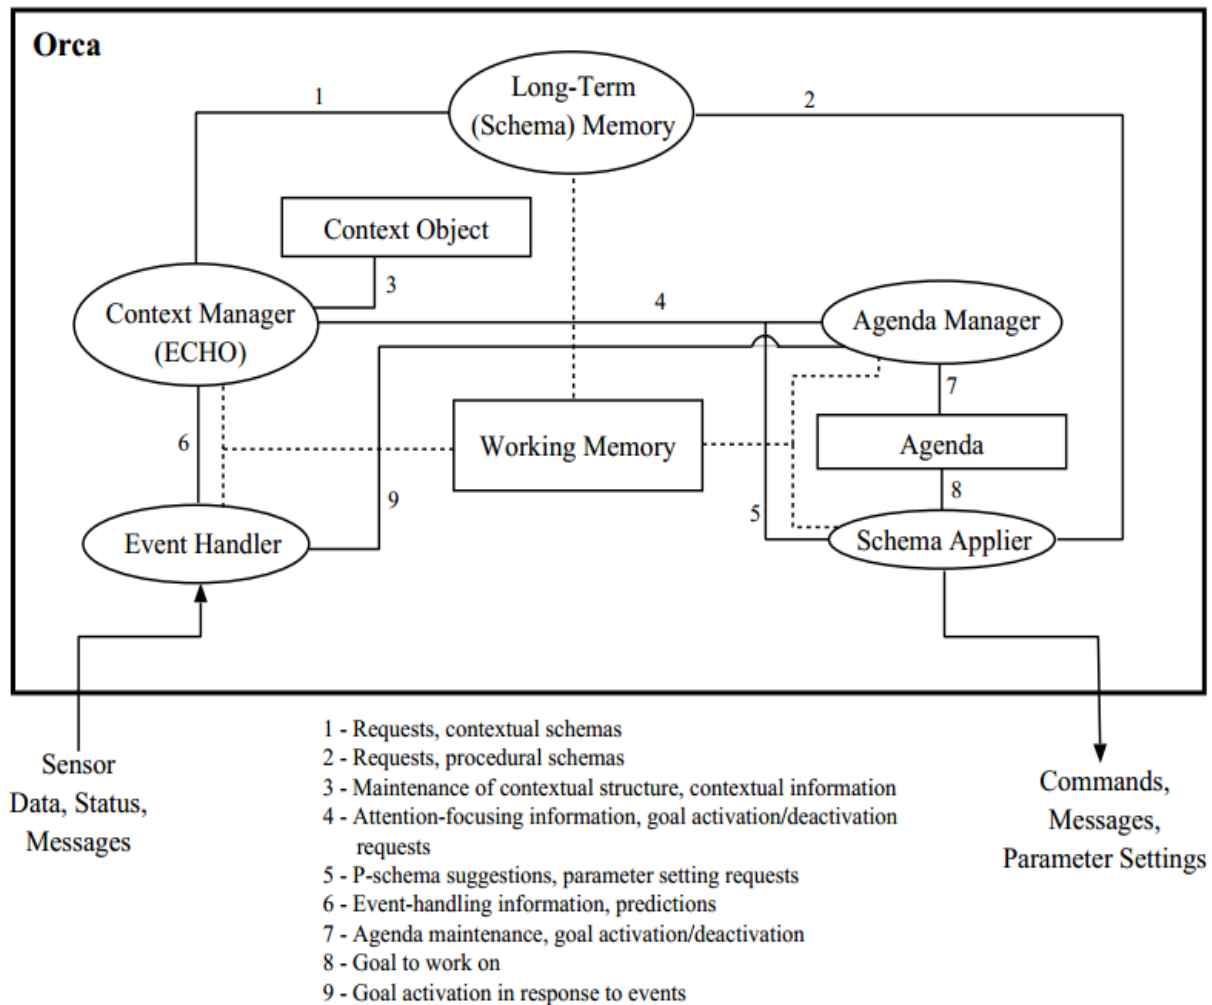 Orca
Long-Term
(Schema) Memory
1
2
Context Object
3
Context Manager
(ECHO)
4
Agenda Manager
7
6
Working Memory
Agenda
9
5
8
Event Handler
Schema Applier
Sensor
Data, Status,
Messages
Commands,
Messages,
Parameter Settings
1 - Requests, contextual schemas
2 - Requests, procedural schemas
3 - Maintenance of contextual structure, contextual information
4 - Attention-focusing information, goal activation/deactivation
requests
5 - P-schema suggestions, parameter setting requests
6 - Event-handling information, predictions
7 - Agenda maintenance, goal activation/deactivation
8 - Goal to work on
9 - Goal activation in response to events